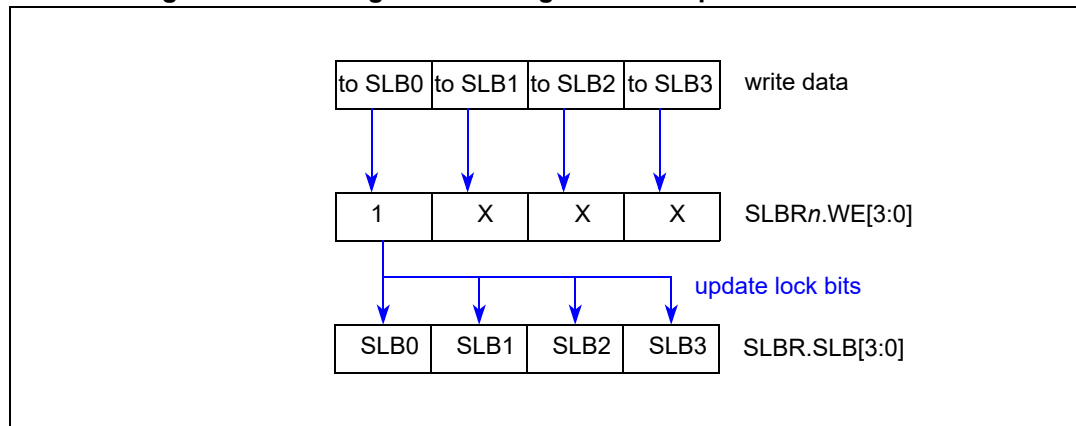 to SLB0 to SLB1 to SLB2 to SLB3 write data
1 X X X SLBRn.WE[3:0]
update lock bits
SLB0 SLB1 SLB2 SLB3 SLBR.SLB[3:0]